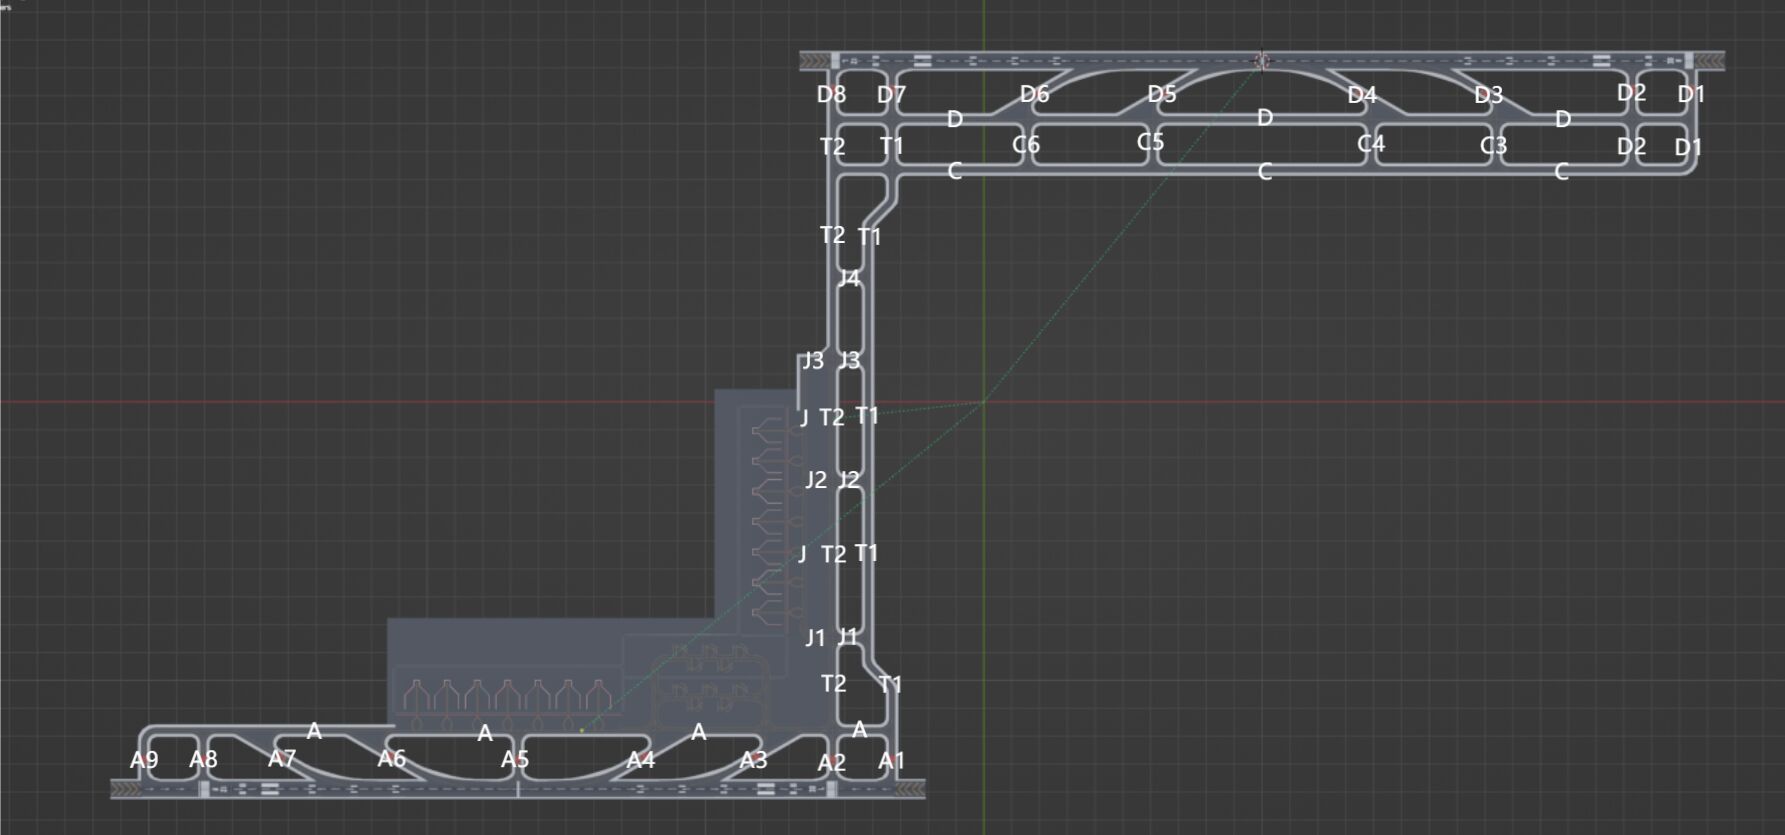 D8 D7 D6 D5 D4 D3 D2 D1
D D D
T2 T1 C6 C5 C4 C3 D2 D1
C C C
T2 T1
J4
J3 J3
J T2 T1
J2 J2
J T2 T1
J1 J1
T2 T1
A A A A
A9 A8 A7 A6 A5 A4 A3 A2 A1